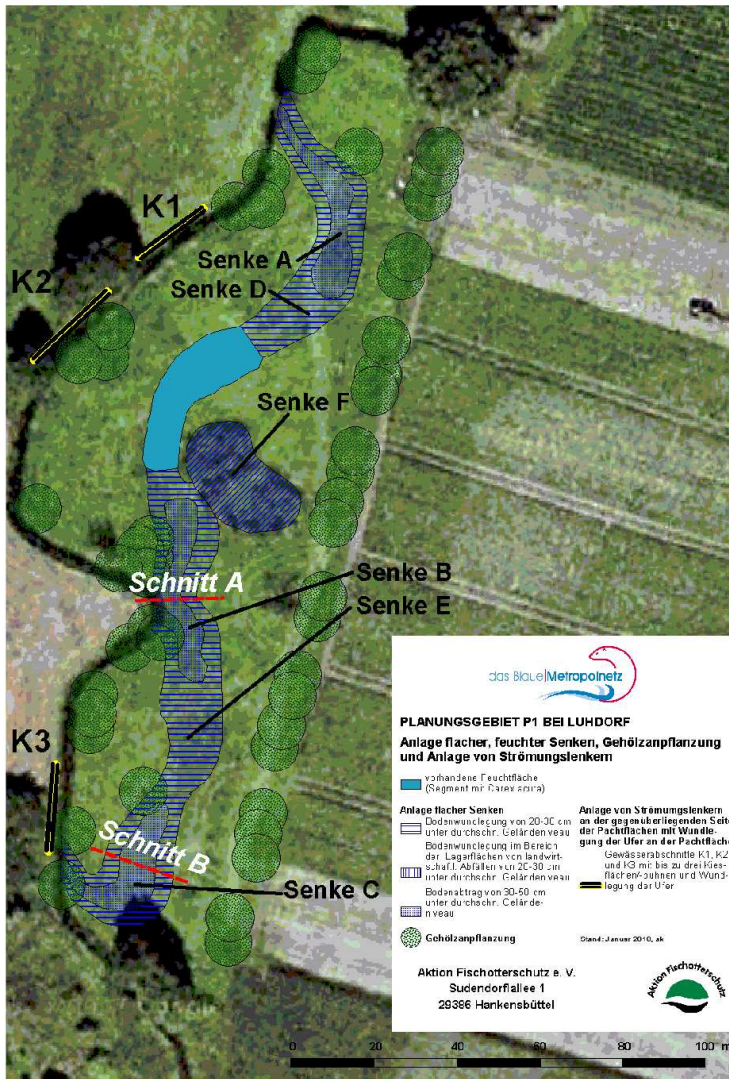 K1
Senke A
K2
Senke D
Senke F
Schnitt A
Senke B
Senke E
K3
Schnitt B
Senke C
das Blaue|Metropolnetz
PLANUNGSGEBIET P1 BEI LUHDORF
Anlage flacher, feuchter Senken, Gehölzanpflanzung
und Anlage von Strömungslenkern
vorhandene Feuchtfläche
(Segment mit Carex acuta)
Anlage flacher Senken
Bodenwundlegung von 20-30 cm
unter durchschn. Geländeniveau
Bodenwundlegung im Bereich
der Lagerflächen von landwirt-
schaftl. Abfällen von 20-30 cm
unter durchschn. Geländeniveau
Bodenabtrag von 30-50 cm
unter durchschn. Gelände-
niveau
Gehölzanpflanzung
Anlage von Strömungslenkern
an der gegenüberliegenden Seite
der Pachtflächen mit Wundle-
gung der Ufer an der Pachtfläche
Gewässerabschnitte K1, K2
und K3 mit bis zu drei Kies-
flächen/-buhnen und Wund-
legung der Ufer
Stand: Januar 2010, ak
Aktion Fischotterschutz e. V.
Sudendorfallee 1
29386 Hankensbüttel
Aktion Fischotterschutz
0 20 40 60 80 100 m